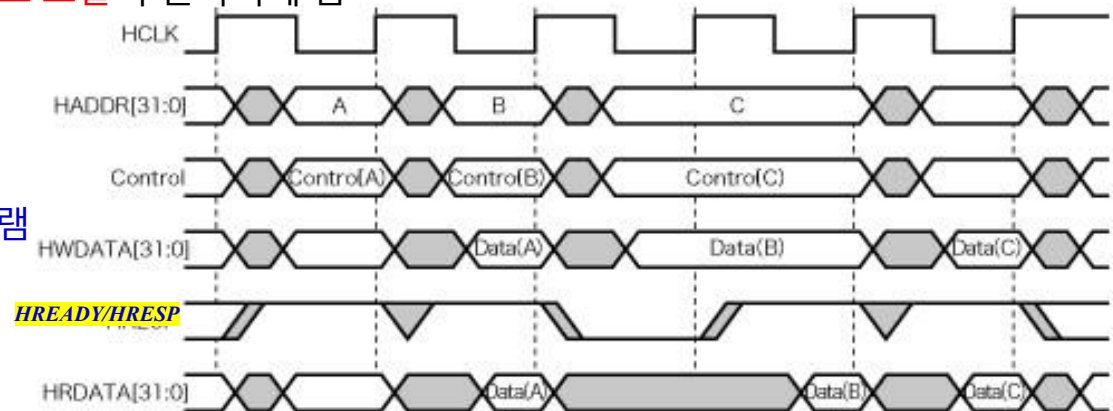 HCLK
HADDR[31:0] A B C
Control Contro(A) Contro(B) Contro(C)
램
HWDATA[31:0] Data(A) Data(B) Data(C)
HREADY/HRESP
HRDATA[31:0] Data(A) Data(B) Data(C)